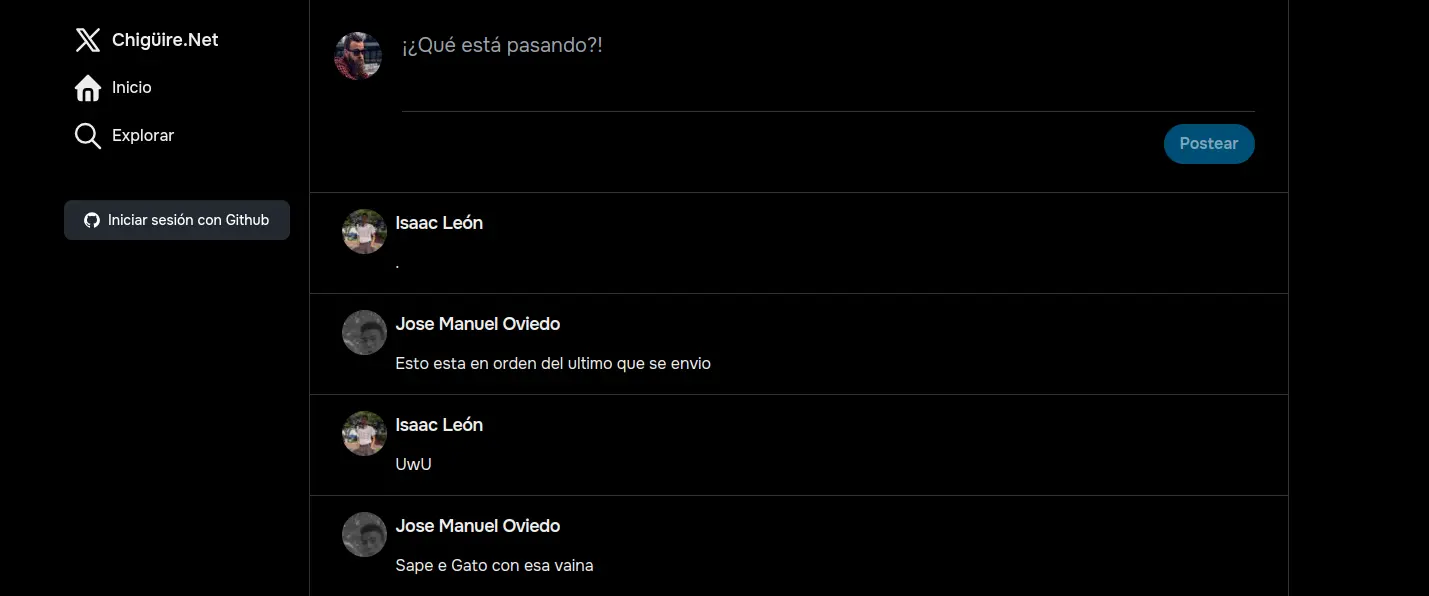 Chigüire.Net
Inicio
Explorar
Iniciar sesión con Github
¡¿Qué está pasando?!
Postear
Isaac León
.
Jose Manuel Oviedo
Esto esta en orden del ultimo que se envio
Isaac León
UwU
Jose Manuel Oviedo
Sape e Gato con esa vaina